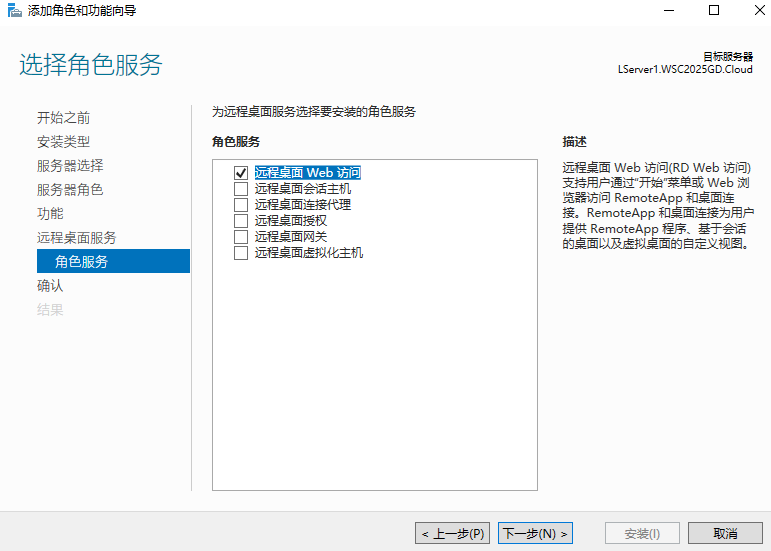 添加角色和功能向导
选择角色服务
目标服务器
LServer1.WSC2025GD.Cloud
开始之前
安装类型
服务器选择
服务器角色
功能
远程桌面服务
角色服务
确认
结果
为远程桌面服务选择要安装的角色服务
角色服务
远程桌面 Web 访问
远程桌面会话主机
远程桌面连接代理
远程桌面授权
远程桌面网关
远程桌面虚拟化主机
描述
远程桌面 Web 访问(RD Web 访问)
支持用户通过"开始"菜单或 Web 浏
览器访问 RemoteApp 和桌面连
接。RemoteApp 和桌面连接为用户
提供 RemoteApp 程序、基于会话
的桌面以及虚拟桌面的自定义视图。
< 上一步(P)
下一步(N) >
安装(I)
取消